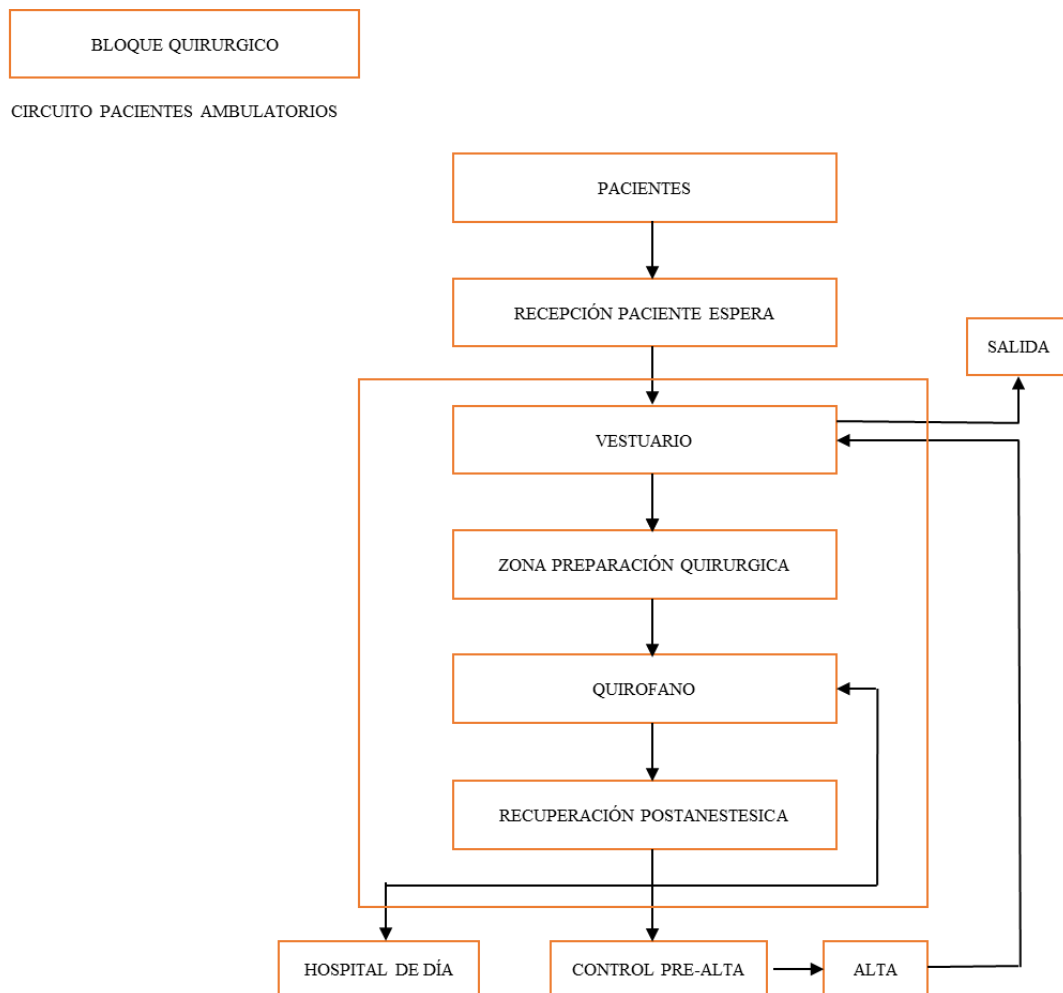 BLOQUE QUIRURGICO
CIRCUITO PACIENTES AMBULATORIOS
PACIENTES
RECEPCIÓN PACIENTE ESPERA
SALIDA
VESTUARIO
ZONA PREPARACIÓN QUIRURGICA
QUIROFANO
RECUPERACIÓN POSTANESTESICA
HOSPITAL DE DÍA
CONTROL PRE-ALTA
ALTA